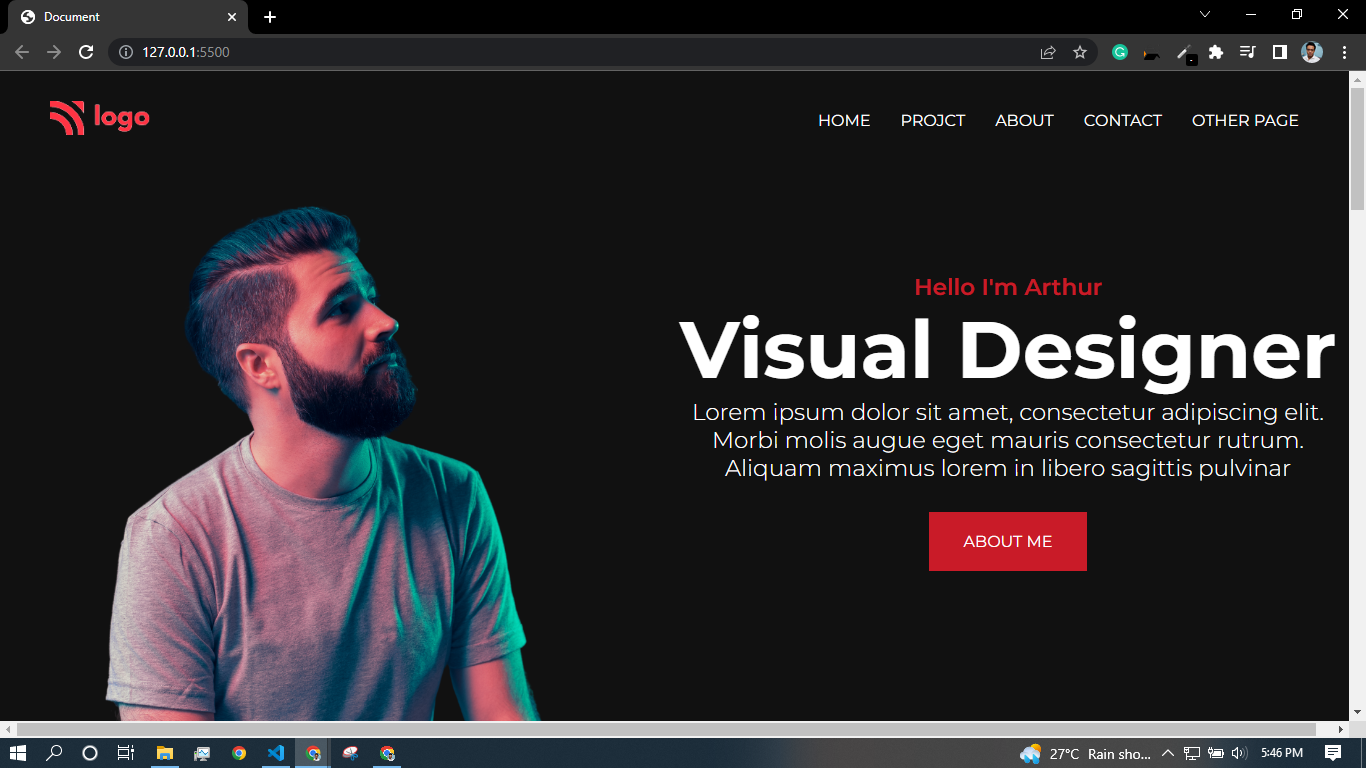 Document
127.0.0.1:5500
logo
HOME PROJCT ABOUT CONTACT OTHER PAGE
Hello I'm Arthur
Visual Designer
Lorem ipsum dolor sit amet, consectetur adipiscing elit.
Morbi molis augue eget mauris consectetur rutrum.
Aliquam maximus lorem in libero sagittis pulvinar
ABOUT ME
27°C Rain sho... 5:46 PM